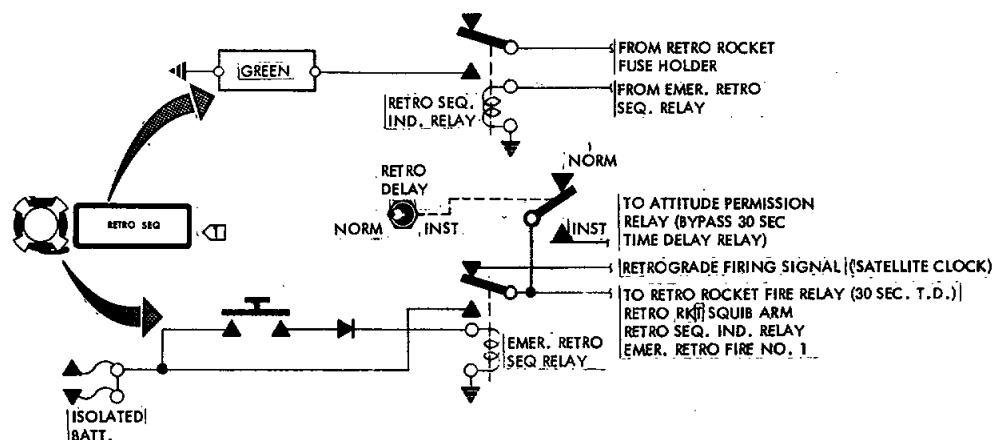 FROM RETRO ROCKET
FUSE HOLDER
GREEN
FROM EMER. RETRO
SEQ. RELAY
RETRO SEQ.
IND. RELAY
NORM
RETRO
DELAY
NORM
INST
INST
TO ATTITUDE PERMISSION
RELAY (BYPASS 30 SEC
TIME DELAY RELAY)
RETRO SEQ
RETROGRADE FIRING SIGNAL (SATELLITE CLOCK)
TO RETRO ROCKET FIRE RELAY (30 SEC. T.D.)
RETRO RKT SQUIB ARM
RETRO SEQ. IND. RELAY
EMER. RETRO FIRE NO. 1
EMER. RETRO
SEQ RELAY
ISOLATED
BATT.